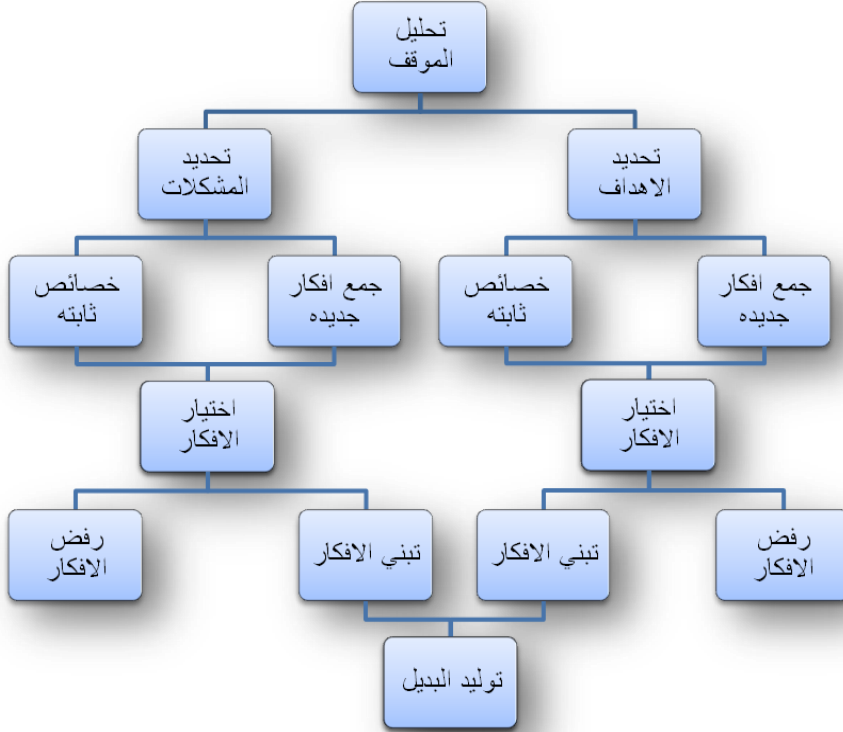 تحليل
الموقف
تحديد
الاهداف
تحديد
المشكلات
جمع افكار
جديده
خصائص
ثابته
جمع افكار
جديده
خصائص
ثابته
اختيار
الافكار
اختيار
الافكار
رفض
الافكار
تبني الافكار
تبني الافكار
رفض
الافكار
توليد البديل